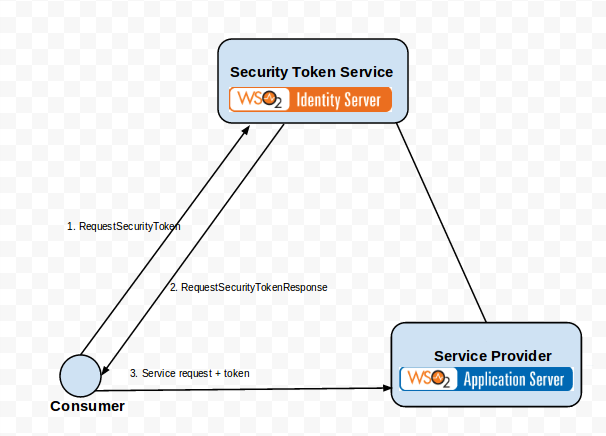 Security Token Service
WSO2 Identity Server
1. RequestSecurityToken
2. RequestSecurityTokenResponse
Service Provider
WSO2 Application Server
3. Service request + token
Consumer